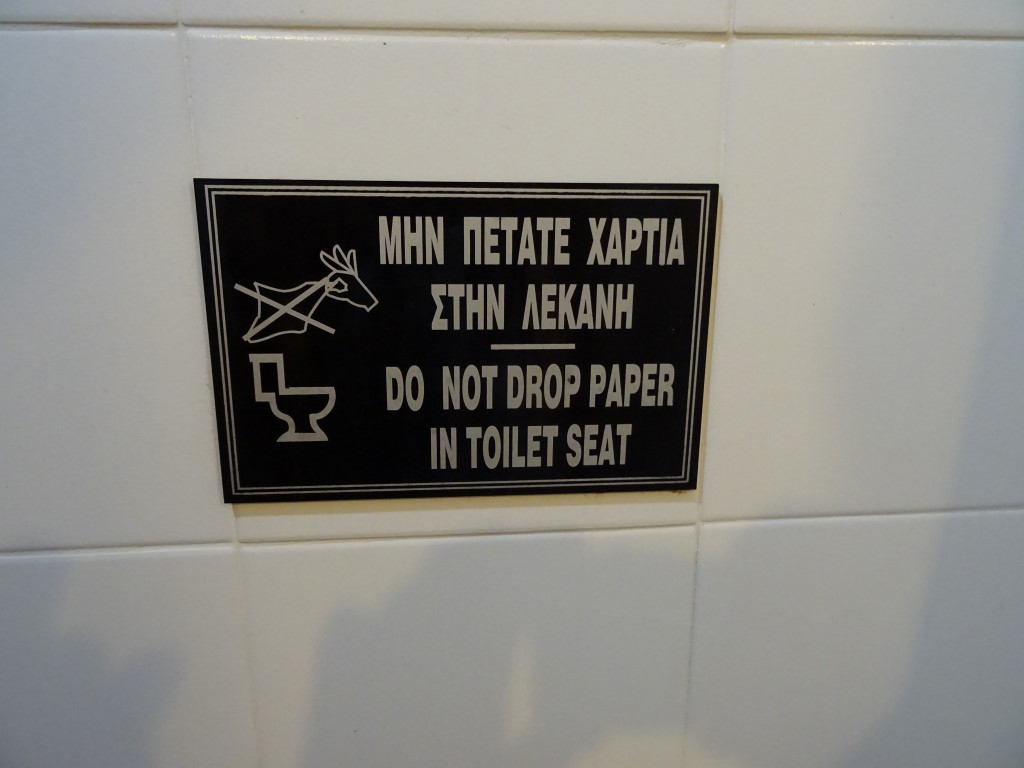 ΜΗΝ ΠΕΤΑΤΕ ΧΑΡΤΙΑ
ΣΤΗΝ ΛΕΚΑΝΗ
DO NOT DROP PAPER
IN TOILET SEAT